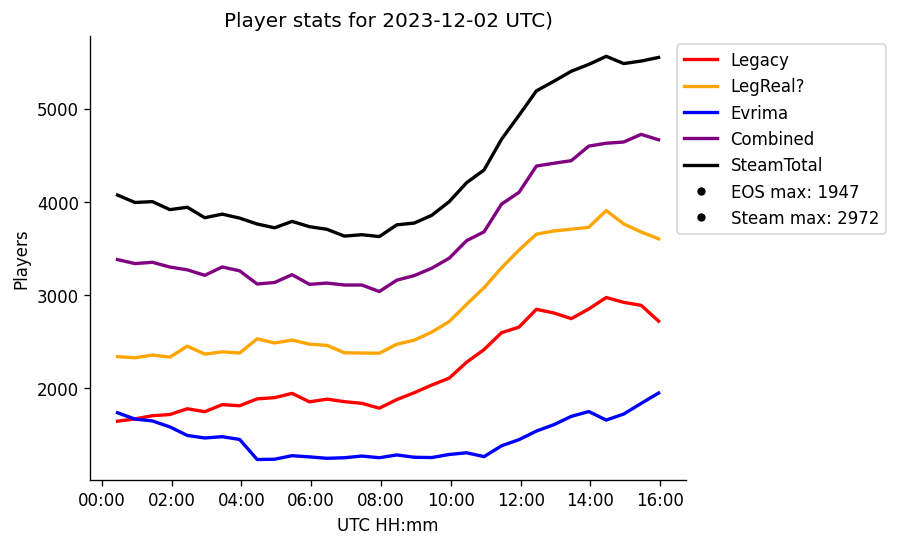 Player stats for 2023-12-02 UTC)
Legacy
LegReal?
Evrima
Combined
SteamTotal
EOS max: 1947
Steam max: 2972
5000
4000
3000
2000
Players
00:00 02:00 04:00 06:00 08:00 10:00 12:00 14:00 16:00
UTC HH:mm